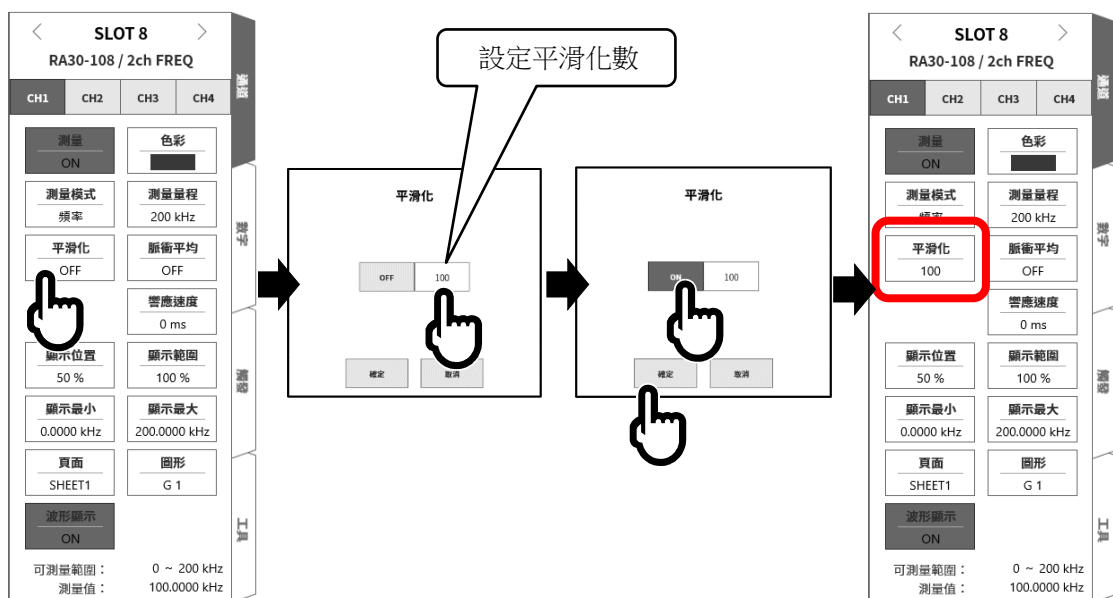 < SLOT 8 >
RA30-108 / 2ch FREQ
CH1 CH2 CH3 CH4
測量 色彩
ON
測量模式 測量量程
頻率 200 kHz
平滑化 脈衝平均
OFF OFF
響應速度
0 ms
顯示位置 顯示範圍
50 % 100 %
顯示最小 顯示最大
0.0000 kHz 200.0000 kHz
頁面 圖形
SHEET1 G 1
波形顯示
ON
可測量範圍： 0 ~ 200 kHz
測量值： 100.0000 kHz
通道
數字
觸發
工具
設定平滑化數
平滑化
OFF 100
確定 取消
平滑化
ON 100
確定 取消
< SLOT 8 >
RA30-108 / 2ch FREQ
CH1 CH2 CH3 CH4
測量 色彩
ON
測量模式 測量量程
頻率 200 kHz
平滑化 脈衝平均
100 OFF
響應速度
0 ms
顯示位置 顯示範圍
50 % 100 %
顯示最小 顯示最大
0.0000 kHz 200.0000 kHz
頁面 圖形
SHEET1 G 1
波形顯示
ON
可測量範圍： 0 ~ 200 kHz
測量值： 100.0000 kHz
通道
數字
觸發
工具